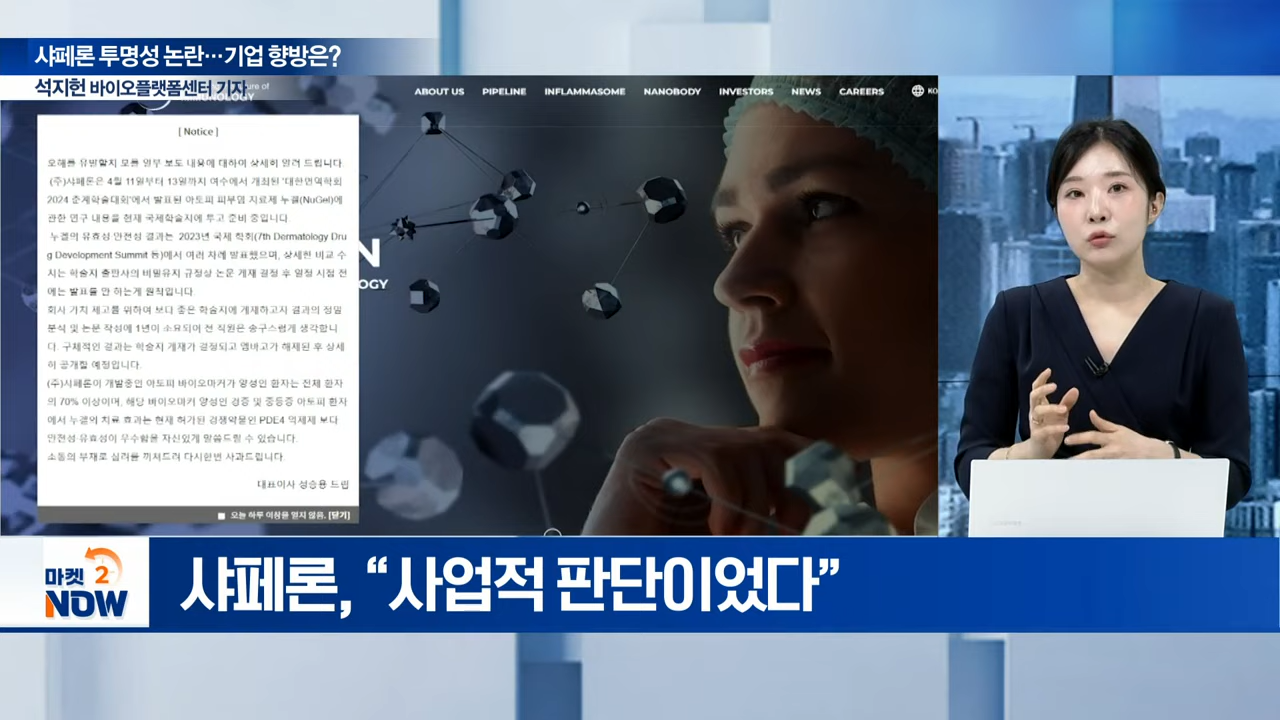 샤페론 투명성 논란…기업 향방은?
석지헌 바이오플랫폼센터 기자
ure of
OLOGY
ABOUT US PIPELINE INFLAMMASOME NANOBODY INVESTORS NEWS CAREERS KO
[ Notice ]
오해를 유발할지 모를 일부 보도 내용에 대하여 상세히 알려 드립니다.
(주)샤페론은 4월 11일부터 13일까지 여수에서 개최된 '대한면역학회
2024 춘계학술대회'에서 발표된 아토피 피부염 치료제 누겔(NuGel)에
관한 연구 내용을 현재 국제학술지에 투고 준비 중입니다.
누겔의 유효성·안전성 결과는 2023년 국제 학회(7th Dermatology Dru
g Development Summit 등)에서 여러 차례 발표했으며, 상세한 비교 수
치는 학술지 출판사의 비밀유지 규정상 논문 게재 결정 후 일정 시점 전
에는 발표를 안 하는게 원칙입니다.
회사 가치 제고를 위하여 보다 좋은 학술지에 게재하고자 결과의 정밀
분석 및 논문 작성에 1년이 소요되어 전 직원은 송구스럽게 생각합니
다. 구체적인 결과는 학술지 게재가 결정되고 엠바고가 해제된 후 상세
히 공개할 예정입니다.
(주)샤페론이 개발중인 아토피 바이오마커가 양성인 환자는 전체 환자
의 70% 이상이며, 해당 바이오마커 양성인 경증 및 중등증 아토피 환자
에서 누겔의 치료 효과는 현재 허가된 경쟁약물인 PDE4 억제제 보다
안전성·유효성이 우수함을 자신있게 말씀드릴 수 있습니다.
소통의 부재로 심려를 끼쳐드려 다시한번 사과드립니다.
대표이사 성승용 드림
오늘 하루 이창을 열지 않음. [닫기]
N
OGY
마켓 2
NOW
샤페론, “사업적 판단이었다”